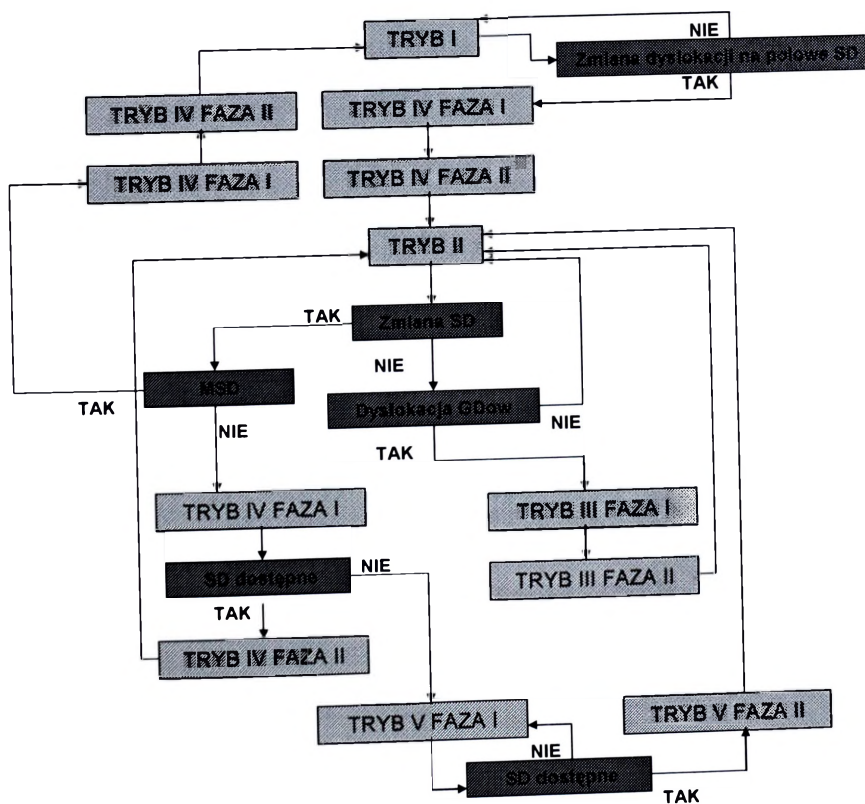 TRYB I
NIE
Zmiana dyslokacji na polowe SD
TAK
TRYB IV FAZA II
TRYB IV FAZA I
TRYB IV FAZA I
TRYB IV FAZA II
TRYB II
TAK
Zmiana SD
NIE
MSD
TAK
Dyslokacja GDow
NIE
NIE
TAK
TRYB IV FAZA I
TRYB III FAZA I
SD dostępne
NIE
TRYB III FAZA II
TAK
TRYB IV FAZA II
TRYB V FAZA I
TRYB V FAZA II
NIE
SD dostępne
TAK